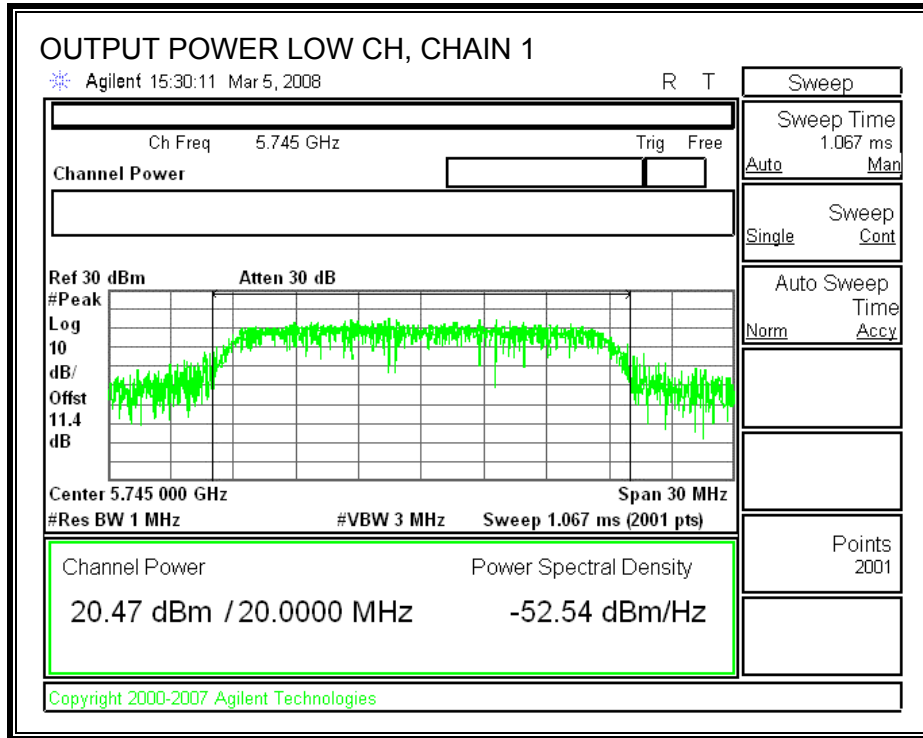 OUTPUT POWER LOW CH, CHAIN 1
Agilent 15:30:11 Mar 5, 2008 R T
Sweep
Ch Freq 5.745 GHz Trig Free
Channel Power
Sweep Time
1.067 ms
Auto Man
Sweep
Single Cont
Auto Sweep
Time
Norm Accy
Points
2001
Ref 30 dBm Atten 30 dB
#Peak
Log
10
dB/
Offst
11.4
dB
Center 5.745 000 GHz Span 30 MHz
#Res BW 1 MHz #VBW 3 MHz Sweep 1.067 ms (2001 pts)
Channel Power Power Spectral Density
20.47 dBm / 20.0000 MHz -52.54 dBm/Hz
Copyright 2000-2007 Agilent Technologies